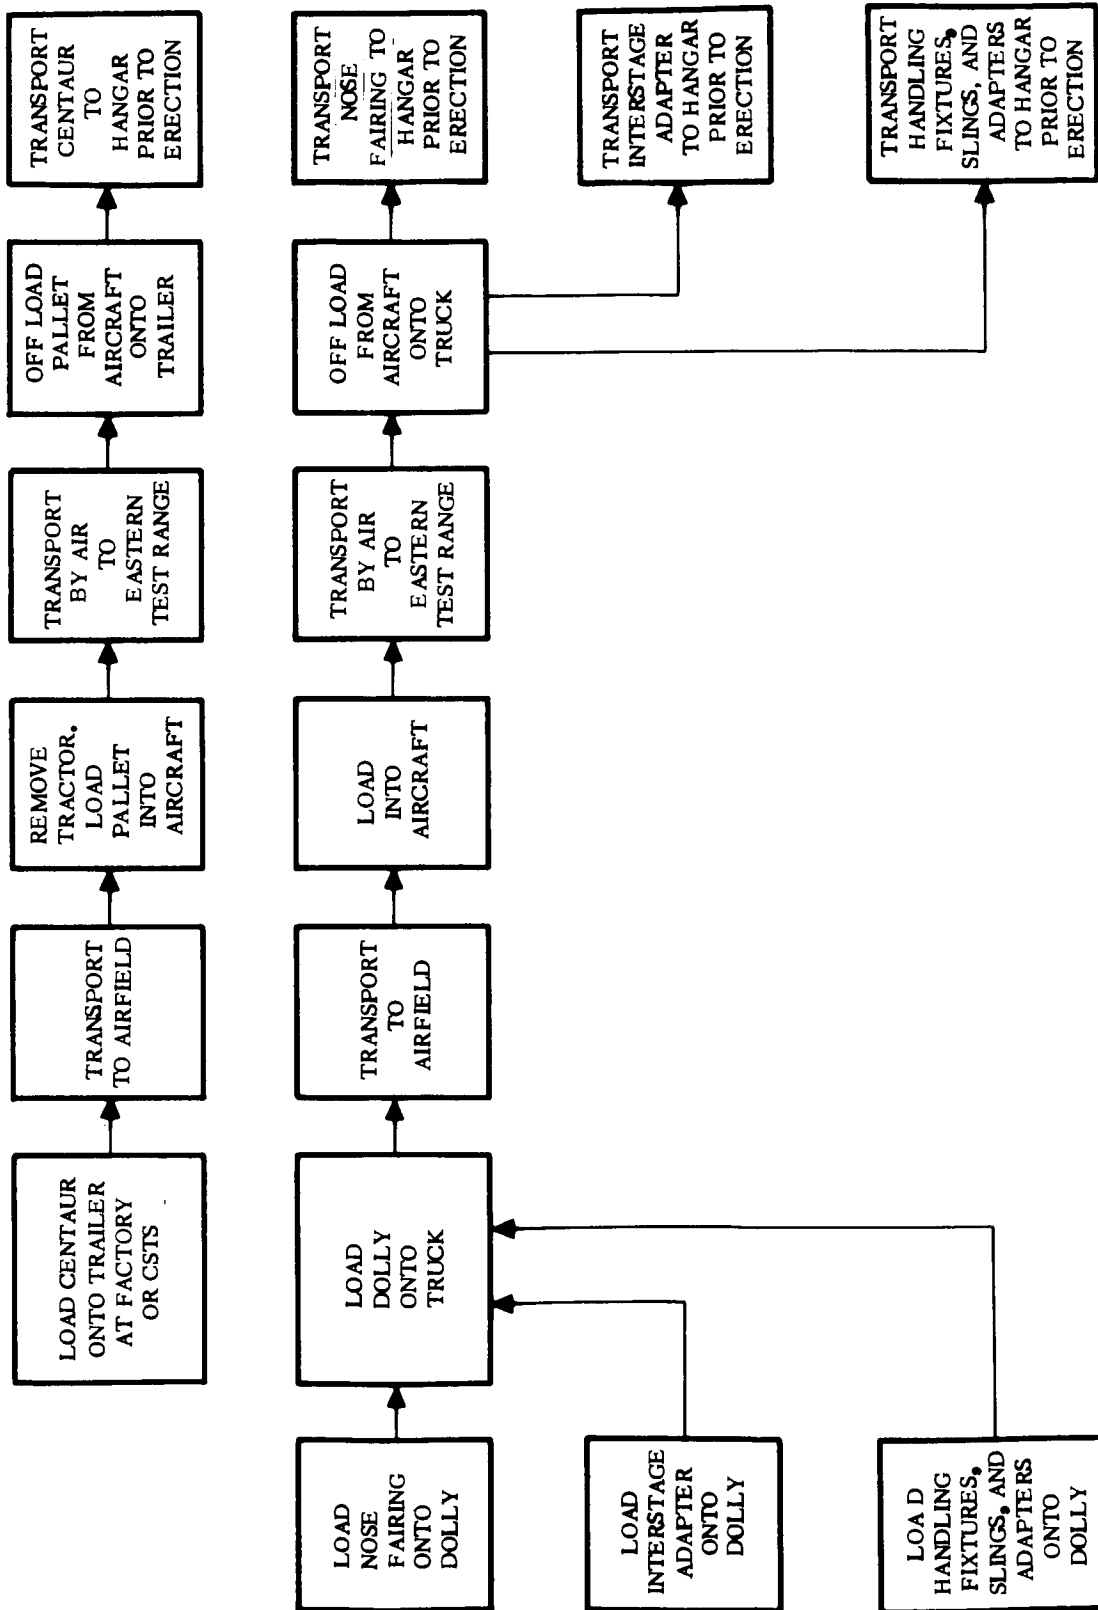 LOAD CENTAUR
ONTO TRAILER
AT FACTORY
OR CSTS
TRANSPORT
TO AIRFIELD
REMOVE
TRACTOR.
LOAD
PALLET
INTO
AIRCRAFT
TRANSPORT
BY AIR
TO
EASTERN
TEST RANGE
OFF LOAD
PALLET
FROM
AIRCRAFT
ONTO
TRAILER
TRANSPORT
CENTAUR
TO
HANGAR
PRIOR TO
ERECTION
LOAD
NOSE
FAIRING
ONTO
DOLLY
LOAD
DOLLY
ONTO
TRUCK
TRANSPORT
TO
AIRFIELD
LOAD
INTO
AIRCRAFT
TRANSPORT
BY AIR
TO
EASTERN
TEST RANGE
OFF LOAD
FROM
AIRCRAFT
ONTO
TRUCK
TRANSPORT
NOSE
FAIRING TO
HANGAR
PRIOR TO
ERECTION
LOAD
INTERSTAGE
ADAPTER
ONTO
DOLLY
TRANSPORT
INTERSTAGE
ADAPTER
TO HANGAR
PRIOR TO
ERECTION
LOAD
HANDLING
FIXTURES,
SLINGS, AND
ADAPTERS
ONTO
DOLLY
TRANSPORT
HANDLING
FIXTURES,
SLINGS, AND
ADAPTERS
TO HANGAR
PRIOR TO
ERECTION